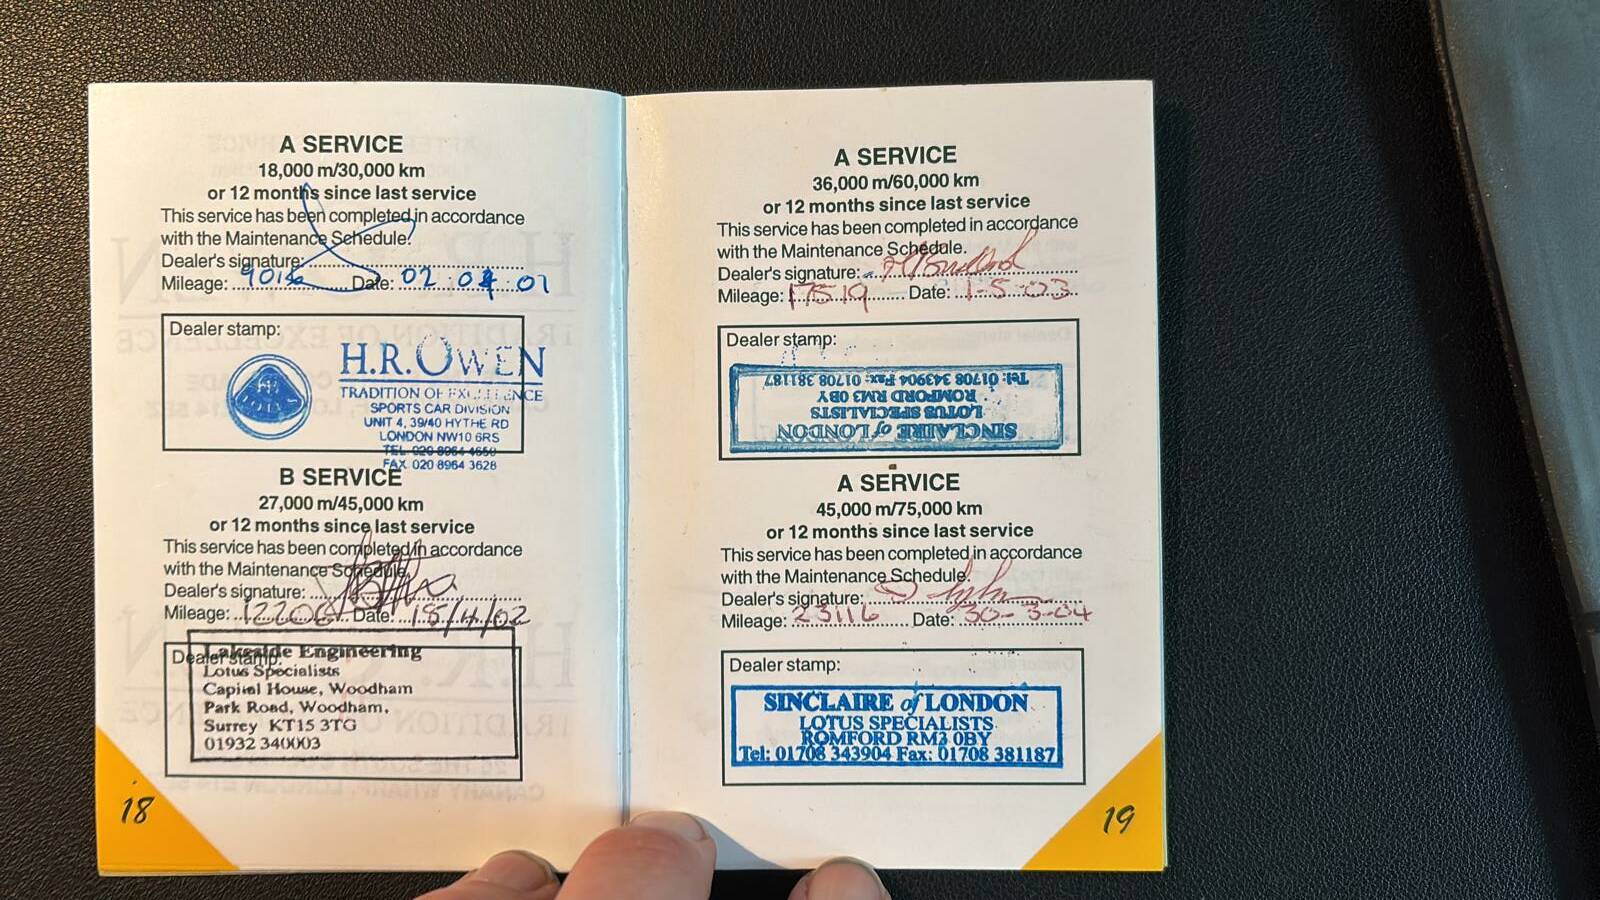 A SERVICE
18,000 m/30,000 km
or 12 months since last service
This service has been completed in accordance
with the Maintenance Schedule.
Dealer's signature:
Mileage: Date: 02
Dealer stamp:
LOTUS
H.R. OWEN
TRADITION OF EXCELLENCE
SPORTS CAR DIVISION
UNIT 4, 39/40 HYTHE RD
LONDON NW10 6RS
TEL 020 8964
FAX 020 8964 3628
B SERVICE
27,000 m/45,000 km
or 12 months since last service
This service has been completed in accordance
with the Maintenance Schedule.
Dealer's signature:
Mileage: 12206 Date: 18/4/02
Dealer stamp:
Lakeside Engineering
Lotus Specialists
Capital House, Woodham
Park Road, Woodham,
Surrey KT15 3TG
01932 340003
18
A SERVICE
36,000 m/60,000 km
or 12 months since last service
This service has been completed in accordance
with the Maintenance Schedule.
Dealer's signature:
Mileage: 17519 Date: 1-5-03
Dealer stamp:
SINCLAIRE of LONDON
LOTUS SPECIALISTS
ROMFORD RM3 0BY
Tel: 01708 343904 Fax: 01708 381187
A SERVICE
45,000 m/75,000 km
or 12 months since last service
This service has been completed in accordance
with the Maintenance Schedule.
Dealer's signature:
Mileage: 23116 Date: 30-3-04
Dealer stamp:
SINCLAIRE of LONDON
LOTUS SPECIALISTS
ROMFORD RM3 0BY
Tel: 01708 343904 Fax: 01708 381187
19